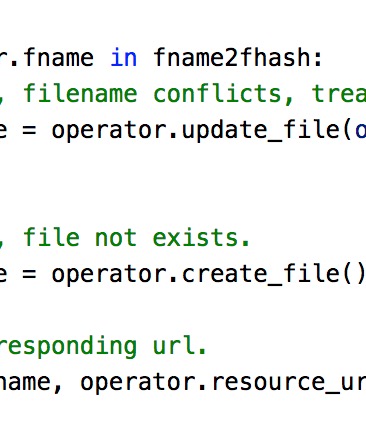 r.fname in fname2fhash:
, filename conflicts, trea
e = operator.update_file(o
, file not exists.
e = operator.create_file()
responding url.
name, operator.resource_ur